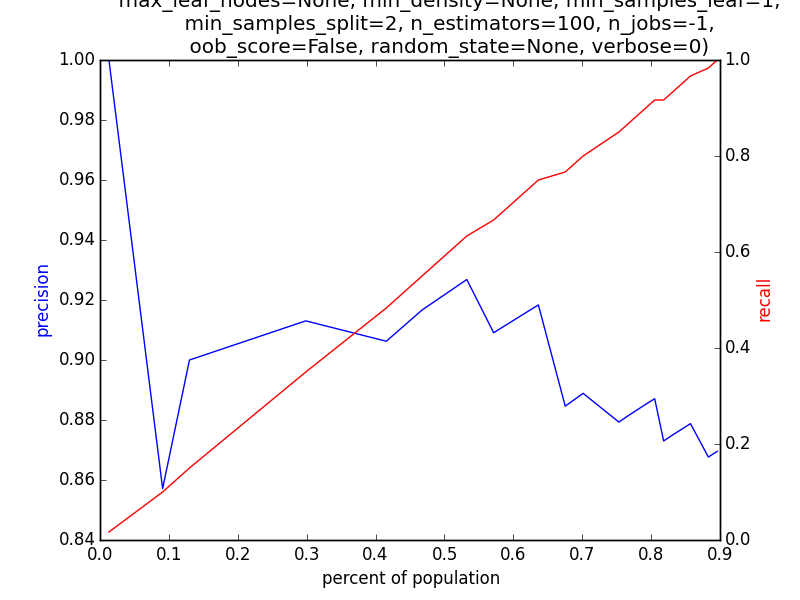 max_leaf_nodes=None, min_density=None, min_samples_leaf=1,
min_samples_split=2, n_estimators=100, n_jobs=-1,
oob_score=False, random_state=None, verbose=0)
1.00
0.98
0.96
0.94
0.92
0.90
0.88
0.86
0.84
precision
1.0
0.8
0.6
0.4
0.2
0.0
recall
0.0 0.1 0.2 0.3 0.4 0.5 0.6 0.7 0.8 0.9
percent of population